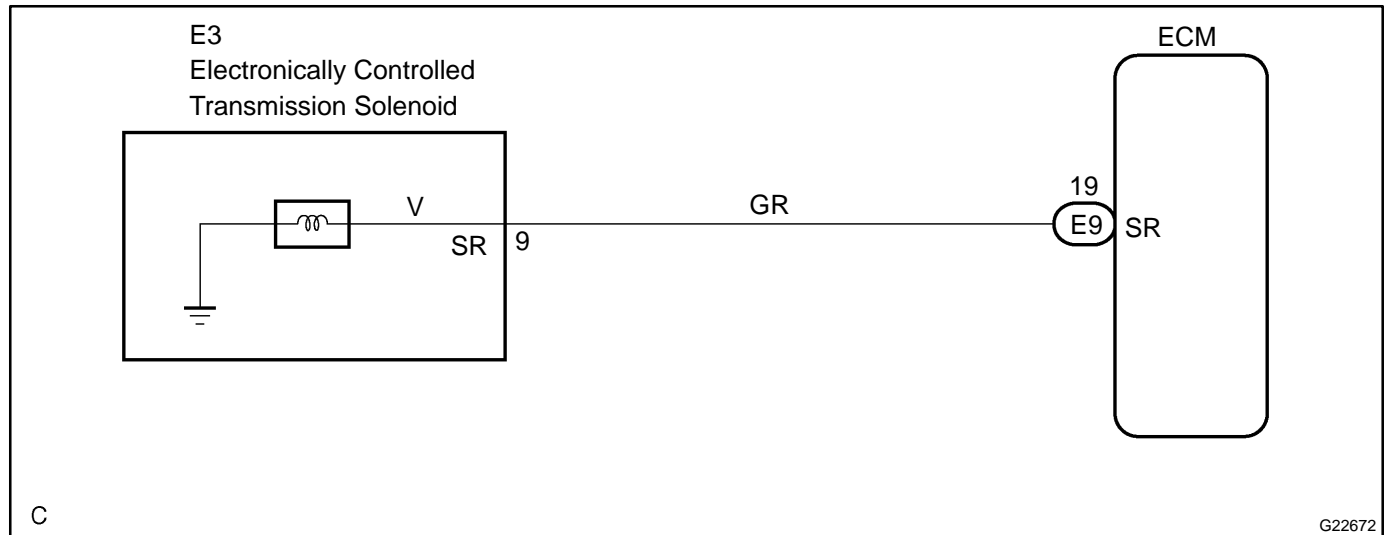 E3
Electronically Controlled
Transmission Solenoid
ECM
V
GR
19
SR
9
E9
SR
C
G22672